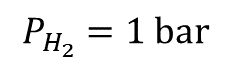 P_{H_2} = 1 bar